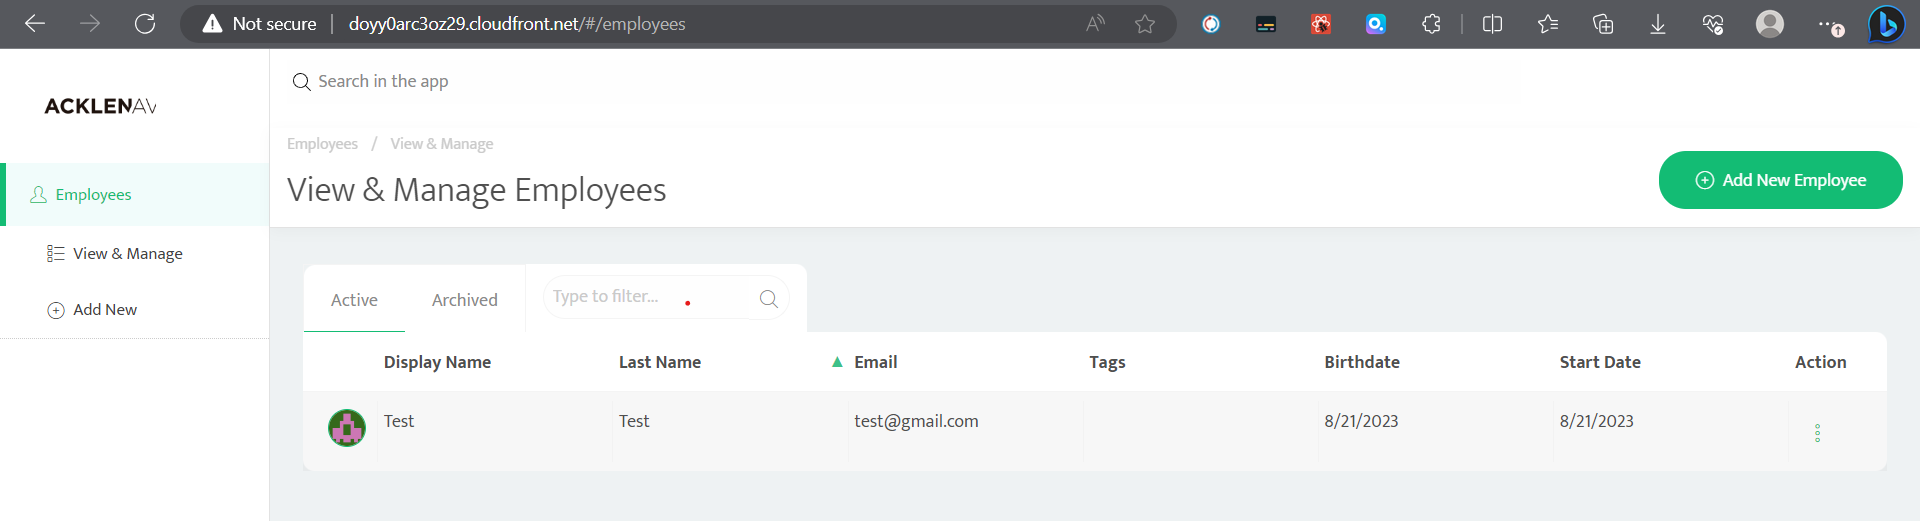 Not secure doyy0arc3oz29.cloudfront.net/#/employees
Search in the app
ACKLENAV
Employees / View & Manage
View & Manage Employees
Add New Employee
Employees
View & Manage
Add New
Active Archived Type to filter...
Display Name Last Name Email Tags Birthdate Start Date Action
Test Test test@gmail.com 8/21/2023 8/21/2023